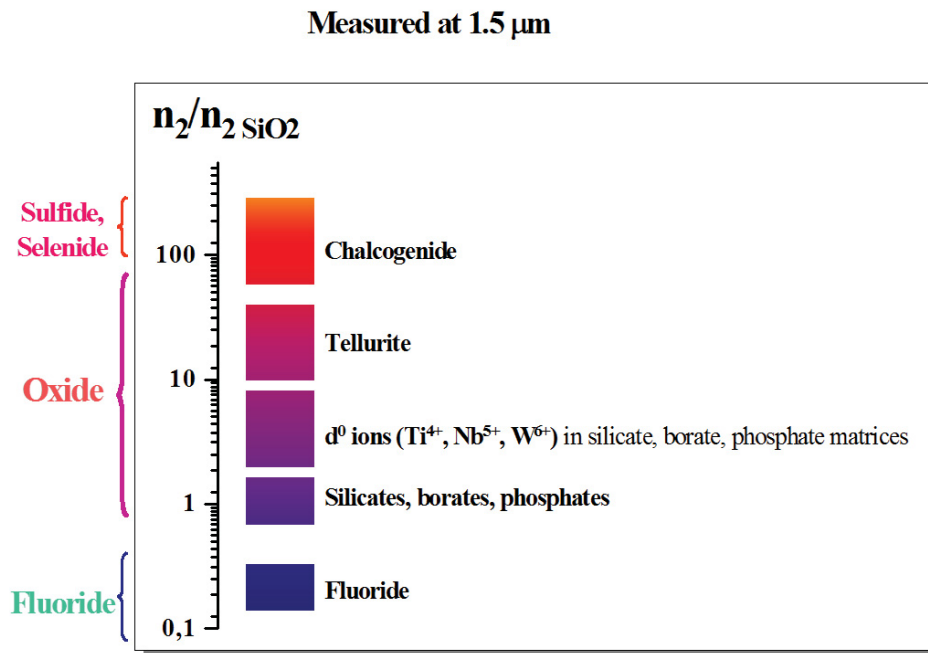 Measured at 1.5 μm
n₂/n₂ SiO2
Sulfide,
Selenide
100
Chalcogenide
Tellurite
10
Oxide
d⁰ ions (Ti⁴⁺, Nb⁵⁺, W⁶⁺) in silicate, borate, phosphate matrices
Silicates, borates, phosphates
1
Fluoride
Fluoride
0,1